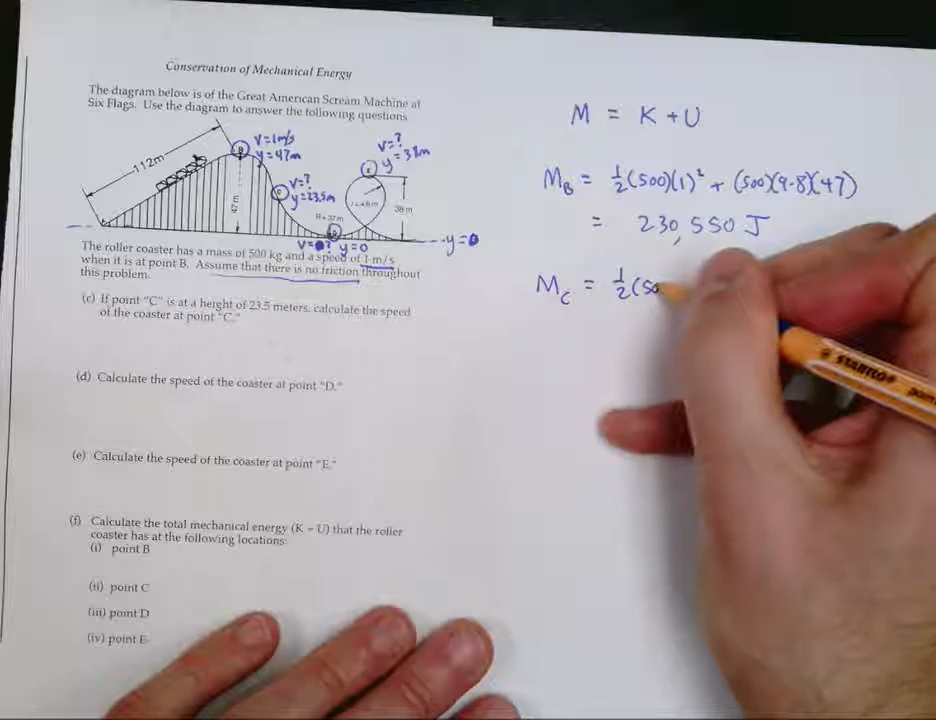 Conservation of Mechanical Energy
The diagram below is of the Great American Scream Machine at
Six Flags. Use the diagram to answer the following questions
112m
B
V=1m/s
y=47m
47m
C
V=?
y=23.5m
V=?
y=38m
E
38 m
R=37m
D
V=?
y=0
y=0
The roller coaster has a mass of 500 kg and a speed of 1 m/s
when it is at point B. Assume that there is no friction throughout
this problem.
(c) If point "C" is at a height of 23.5 meters, calculate the speed
of the coaster at point "C."
(d) Calculate the speed of the coaster at point "D."
(e) Calculate the speed of the coaster at point "E."
(f) Calculate the total mechanical energy (K + U) that the roller
coaster has at the following locations:
(i) point B
(ii) point C
(iii) point D
(iv) point E
M = K + U
M_B = ½(500)(1)² + (500)(9.8)(47)
= 230,550 J
M_C = ½(50
STABILO
point